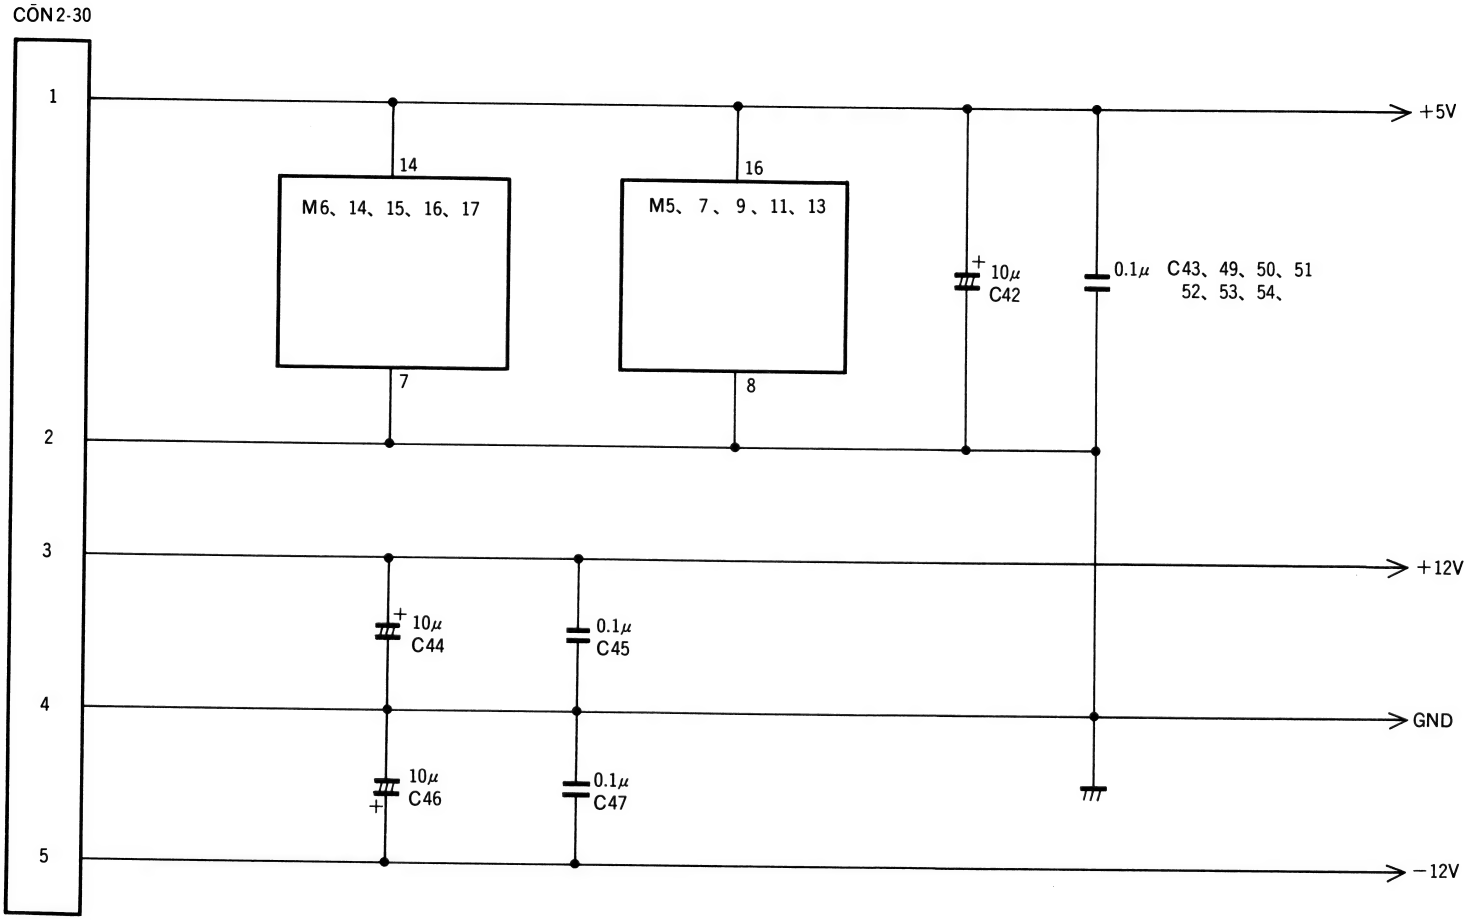 CŌN2-30
1
+5V
14
16
M6、14、15、16、17
M5、7、9、11、13
+
10μ
C42
0.1μ C43、49、50、51
52、53、54、
7
8
2
3
+12V
+
10μ
C44
0.1μ
C45
4
GND
10μ
C46
+
0.1μ
C47
5
−12V